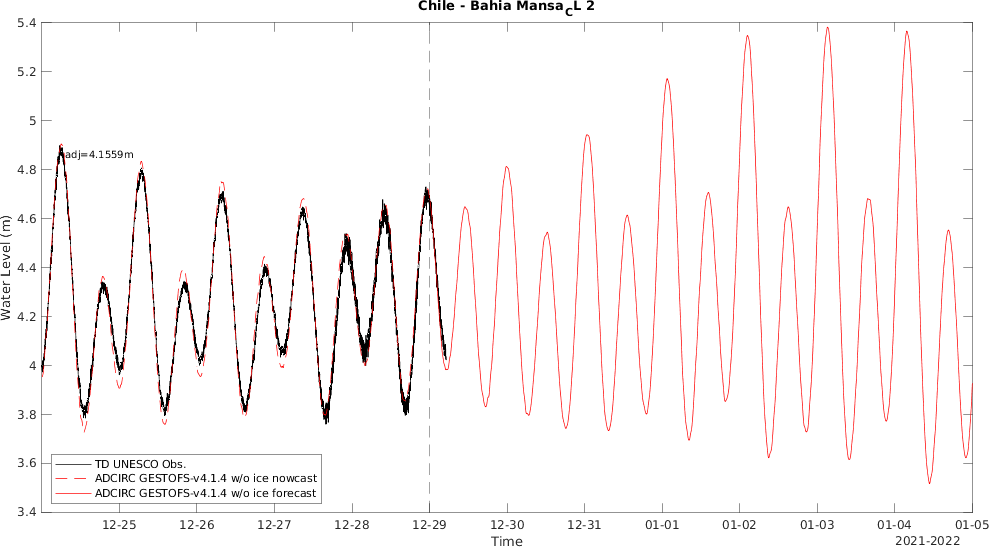 Chile - Bahia Mansa_CL 2
5.4
5.2
5
4.8
4.6
4.4
4.2
4
3.8
3.6
3.4
Water Level (m)
adj=4.1559m
TD UNESCO Obs.
ADCIRC GESTOFS-v4.1.4 w/o ice nowcast
ADCIRC GESTOFS-v4.1.4 w/o ice forecast
12-25 12-26 12-27 12-28 12-29 12-30 12-31 01-01 01-02 01-03 01-04 01-05
Time
2021-2022